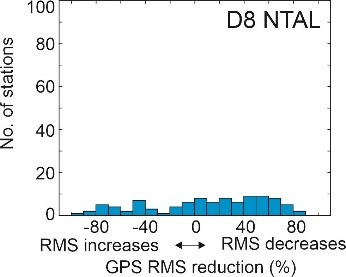 100
D8 NTAL
80
60
40
20
0
No. of stations
-80 -40 0 40 80
RMS increases ↔ RMS decreases
GPS RMS reduction (%)